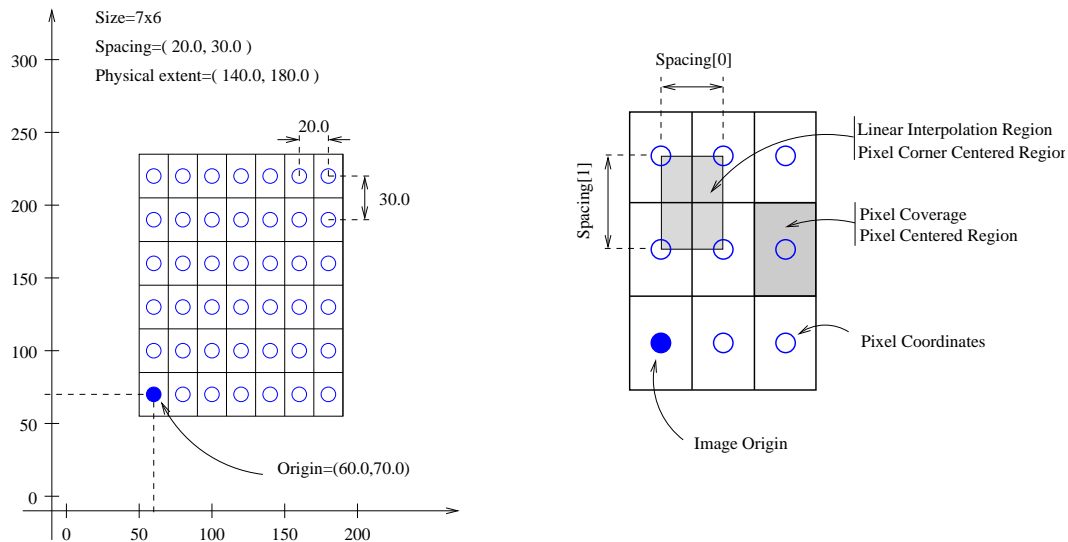 Size=7x6
Spacing=( 20.0, 30.0 )
Physical extent=( 140.0, 180.0 )
300
250
200
150
100
50
0
0
50
100
150
200
20.0
30.0
Origin=(60.0,70.0)
Spacing[0]
Spacing[1]
Linear Interpolation Region
Pixel Corner Centered Region
Pixel Coverage
Pixel Centered Region
Pixel Coordinates
Image Origin